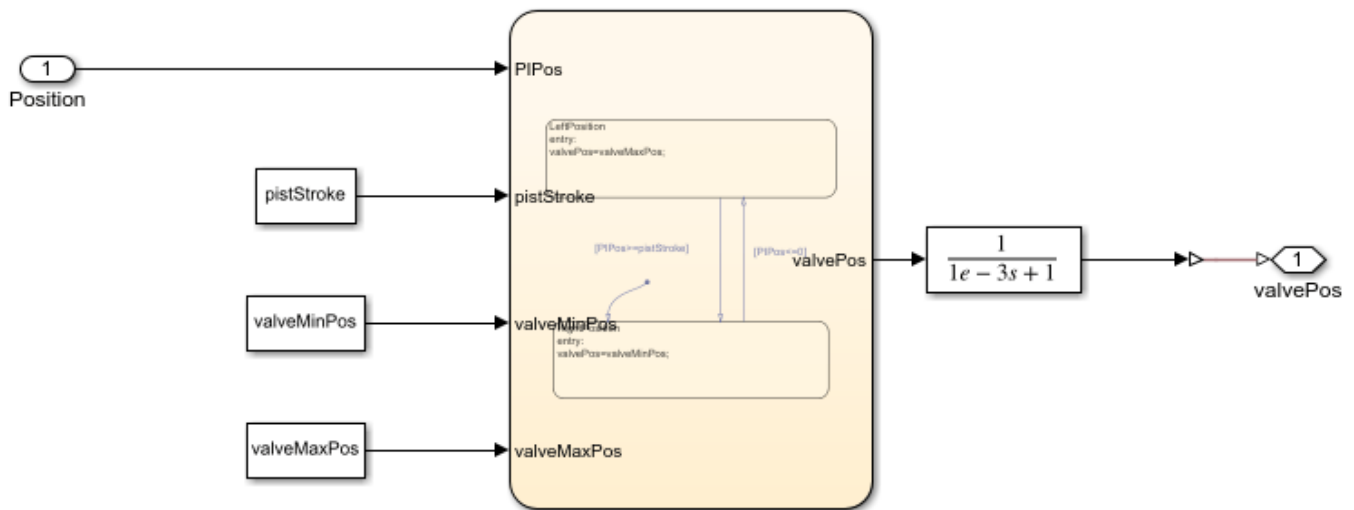 1
Position
PIPos
LeftPosition
entry:
valvePos=valveMaxPos;
pistStroke
pistStroke
[PIPos>=pistStroke]
[PIPos<=0]
valvePos
1
1e − 3s + 1
1
valvePos
valveMinPos
valveMinPos
entry:
valvePos=valveMinPos;
valveMaxPos
valveMaxPos